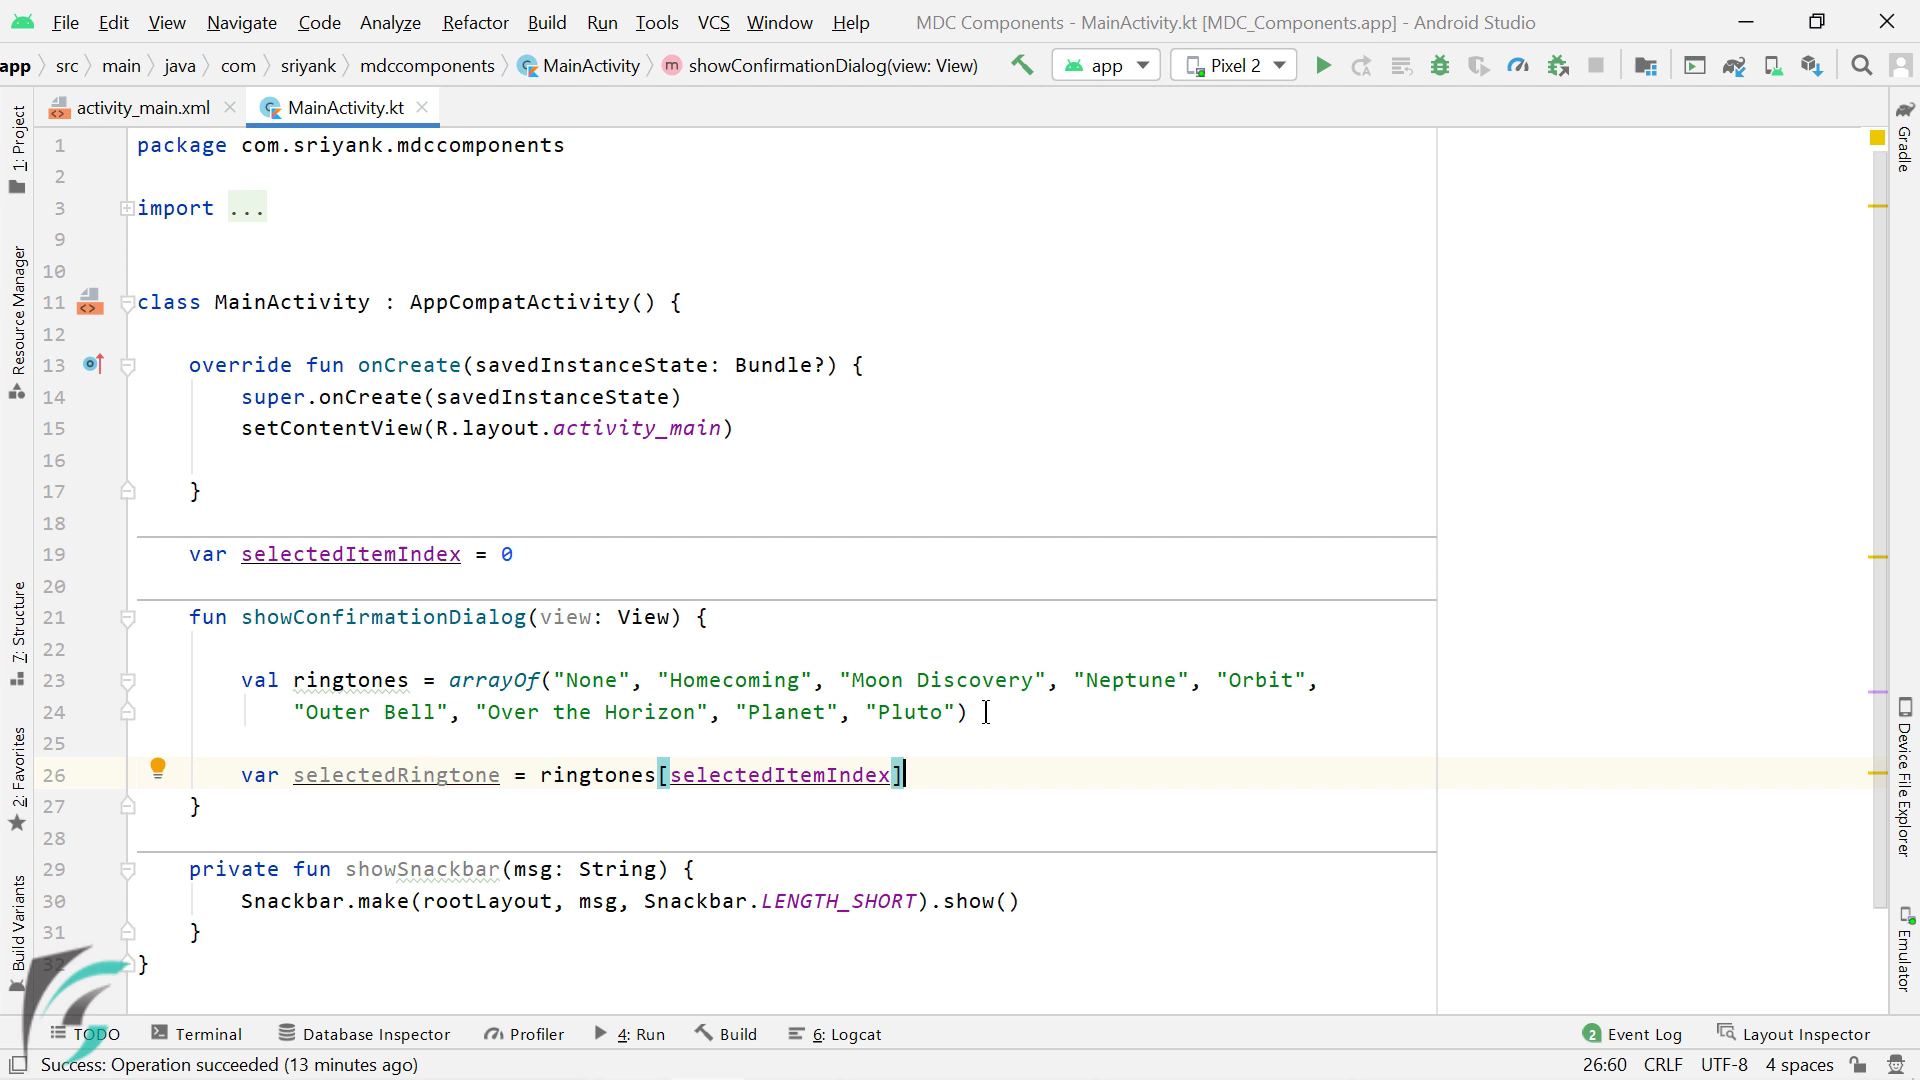 File Edit View Navigate Code Analyze Refactor Build Run Tools VCS Window Help MDC Components - MainActivity.kt [MDC_Components.app] - Android Studio
app src main java com sriyank mdccomponents MainActivity m showConfirmationDialog(view: View) app Pixel 2
activity_main.xml MainActivity.kt
1: Project
Resource Manager
7: Structure
2: Favorites
Build Variants
1 package com.sriyank.mdccomponents
2
3 import ...
9
10
11 class MainActivity : AppCompatActivity() {
12
13 override fun onCreate(savedInstanceState: Bundle?) {
14 super.onCreate(savedInstanceState)
15 setContentView(R.layout.activity_main)
16
17 }
18
19 var selectedItemIndex = 0
20
21 fun showConfirmationDialog(view: View) {
22
23 val ringtones = arrayOf("None", "Homecoming", "Moon Discovery", "Neptune", "Orbit",
24 "Outer Bell", "Over the Horizon", "Planet", "Pluto")
25
26 var selectedRingtone = ringtones[selectedItemIndex]
27 }
28
29 private fun showSnackbar(msg: String) {
30 Snackbar.make(rootLayout, msg, Snackbar.LENGTH_SHORT).show()
31 }
32 }
Gradle
Device File Explorer
Emulator
TODO Terminal Database Inspector Profiler 4: Run Build 6: Logcat 2 Event Log Layout Inspector
Success: Operation succeeded (13 minutes ago) 26:60 CRLF UTF-8 4 spaces